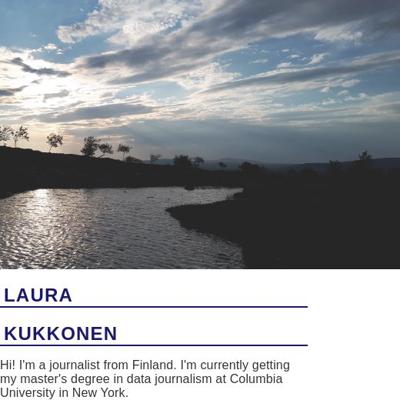 LAURA
KUKKONEN
Hi! I'm a journalist from Finland. I'm currently getting
my master's degree in data journalism at Columbia
University in New York.